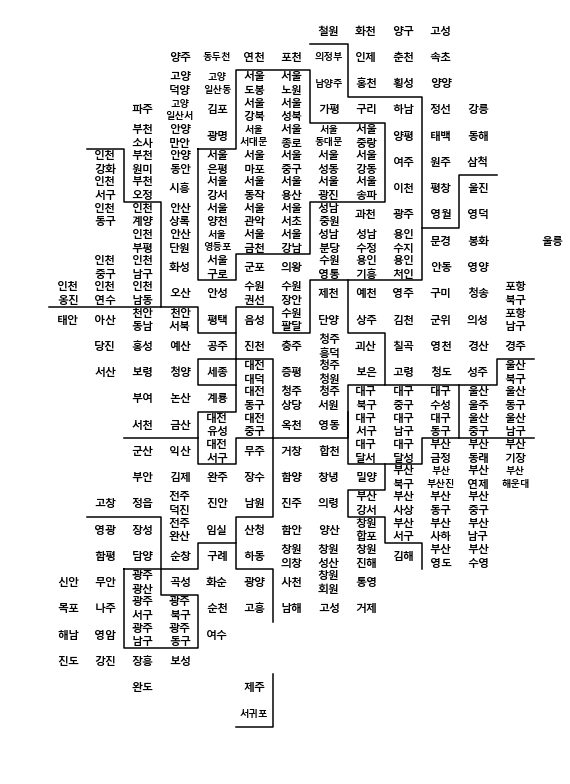 철원 화천 양구 고성
양주 동두천 연천 포천 의정부 인제 춘천 속초
고양 고양 서울 서울 남양주 홍천 횡성 양양
덕양 일산동 도봉 노원
파주 고양 김포 서울 서울 가평 구리 하남 정선 강릉
일산서 강북 성북
부천 안양 광명 서울 서울 서울 서울 양평 태백 동해
소사 만안 서대문 종로 동대문 중랑
인천 부천 안양 서울 서울 서울 서울 서울 여주 원주 삼척
강화 원미 동안 은평 마포 중구 성동 강동
인천 부천 시흥 서울 서울 서울 서울 서울 이천 평창 울진
서구 오정 강서 동작 용산 광진 송파
인천 인천 안산 서울 서울 서울 성남 과천 광주 영월 영덕
동구 계양 상록 양천 관악 서초 중원
인천 안산 서울 서울 서울 성남 성남 용인 문경 봉화 울릉
부평 단원 영등포 금천 강남 분당 수정 수지
인천 인천 화성 서울 군포 의왕 수원 용인 용인 안동 영양
중구 남구 구로 영통 기흥 처인
인천 인천 인천 오산 안성 수원 수원 제천 예천 영주 구미 청송 포항
옹진 연수 남동 권선 장안 북구
태안 아산 천안 천안 평택 음성 수원 단양 상주 김천 군위 의성 포항
동남 서북 팔달 남구
당진 홍성 예산 공주 진천 충주 청주 괴산 칠곡 영천 경산 경주
흥덕
서산 보령 청양 세종 대전 증평 청주 보은 고령 청도 성주 울산
대덕 청원 북구
부여 논산 계룡 대전 청주 청주 대구 대구 대구 울산 울산
동구 상당 서원 북구 중구 수성 울주 동구
서천 금산 대전 대전 옥천 영동 대구 대구 대구 울산 울산
유성 중구 서구 남구 동구 중구 남구
군산 익산 대전 무주 거창 합천 대구 대구 부산 부산 부산
서구 달서 달성 금정 동래 기장
부안 김제 완주 장수 함양 창녕 밀양 부산 부산 부산 부산
북구 부산진 연제 해운대
고창 정읍 전주 진안 남원 진주 의령 부산 부산 부산 부산
덕진 강서 사상 동구 중구
영광 장성 전주 임실 산청 함안 양산 창원 부산 부산 부산
완산 합포 서구 사하 남구
함평 담양 순창 구례 하동 창원 창원 창원 김해 부산 부산
의창 성산 진해 영도 수영
신안 무안 광주 곡성 화순 광양 사천 창원 통영
광산 회원
목포 나주 광주 광주 순천 고흥 남해 고성 거제
서구 북구
해남 영암 광주 광주 여수
남구 동구
진도 강진 장흥 보성
완도 제주
서귀포